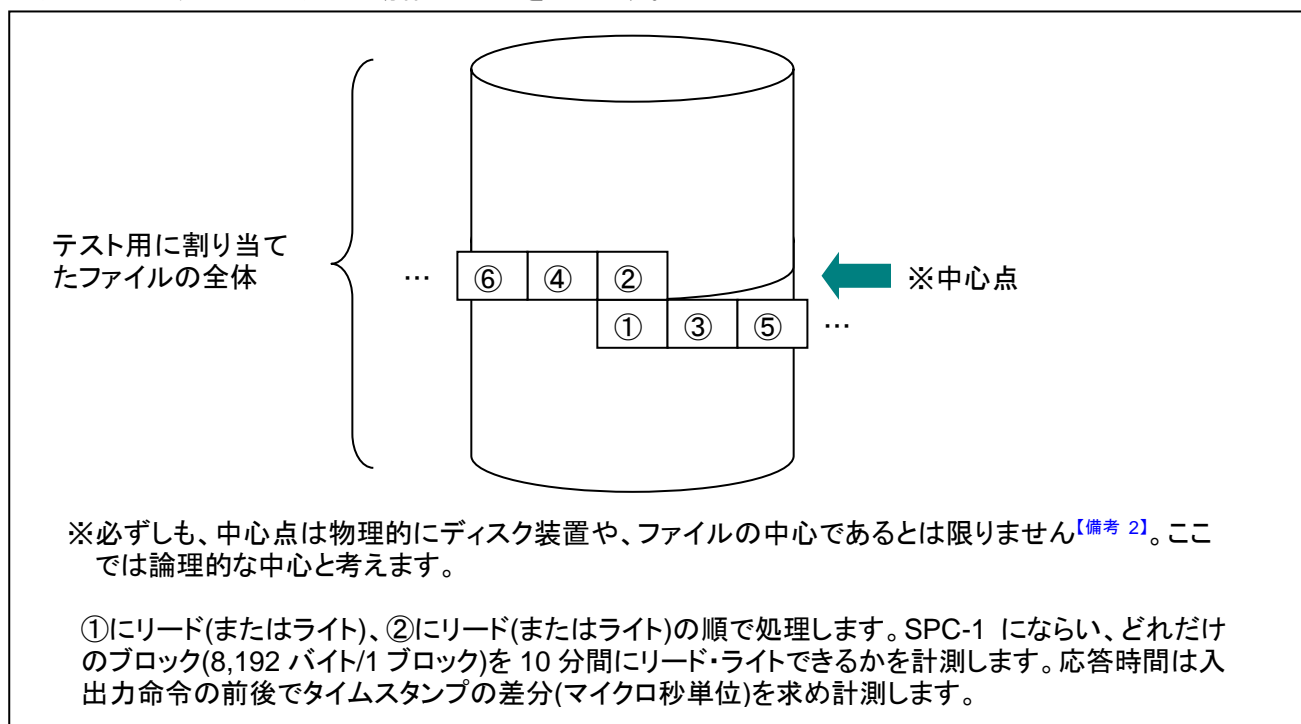 テスト用に割り当て
たファイルの全体
… ⑥ ④ ②
※中心点
① ③ ⑤ …
※必ずしも、中心点は物理的にディスク装置や、ファイルの中心であるとは限りません【備考 2】。ここ
では論理的な中心と考えます。
①にリード(またはライト)、②にリード(またはライト)の順で処理します。SPC-1 にならい、どれだけ
のブロック(8,192 バイト/1 ブロック)を 10 分間にリード・ライトできるかを計測します。応答時間は入
出力命令の前後でタイムスタンプの差分(マイクロ秒単位)を求め計測します。